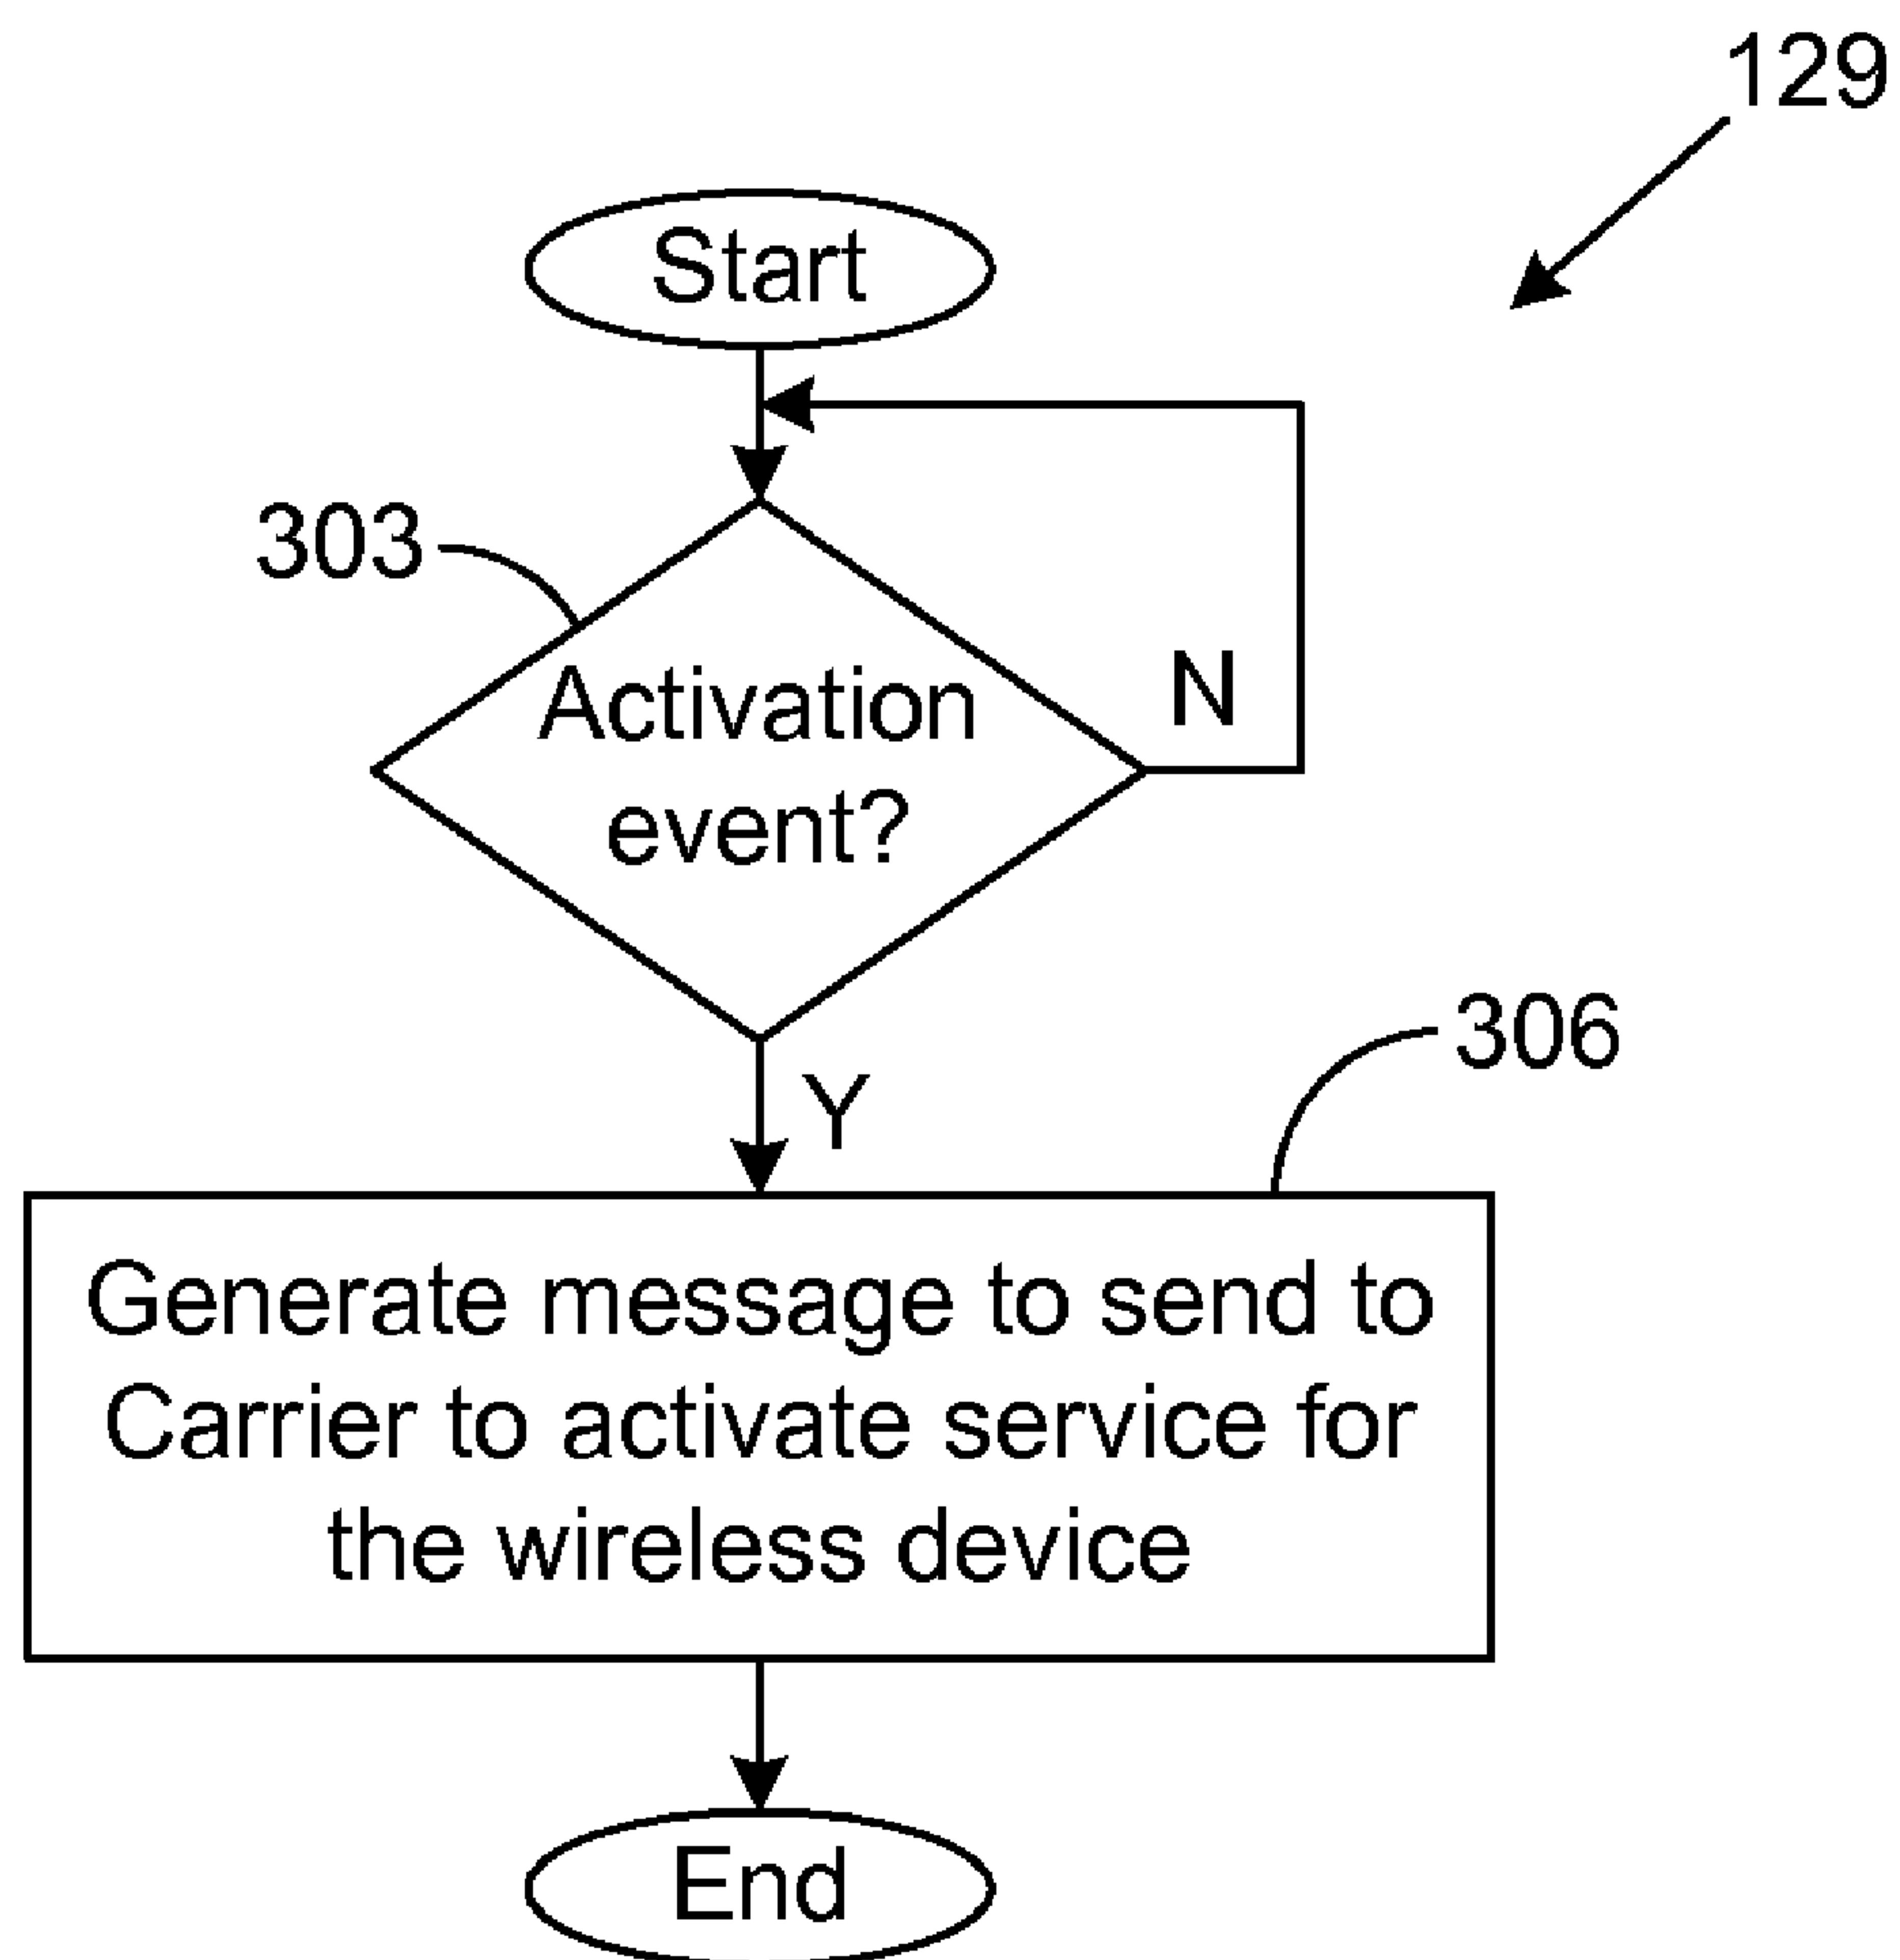 129
Start
303
Activation
event?
N
Y
306
Generate message to send to
Carrier to activate service for
the wireless device
End